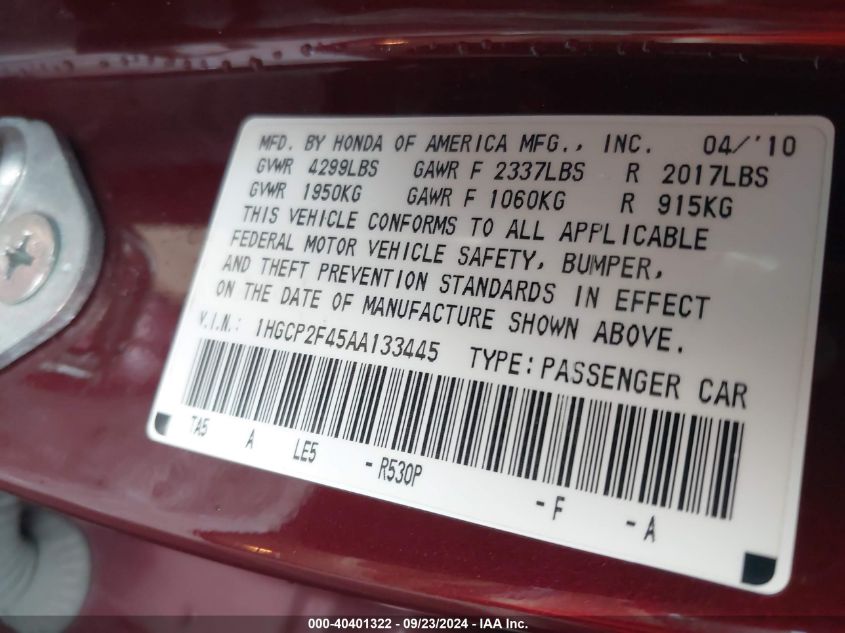 MFD. BY HONDA OF AMERICA MFG., INC. 04/'10
GVWR 4299LBS GAWR F 2337LBS R 2017LBS
GVWR 1950KG GAWR F 1060KG R 915KG
THIS VEHICLE CONFORMS TO ALL APPLICABLE
FEDERAL MOTOR VEHICLE SAFETY, BUMPER,
AND THEFT PREVENTION STANDARDS IN EFFECT
ON THE DATE OF MANUFACTURE SHOWN ABOVE.
V.I.N.: 1HGCP2F45AA133445 TYPE: PASSENGER CAR
TA5 A LE5 - R530P - F - A
000-40401322 - 09/23/2024 - IAA Inc.